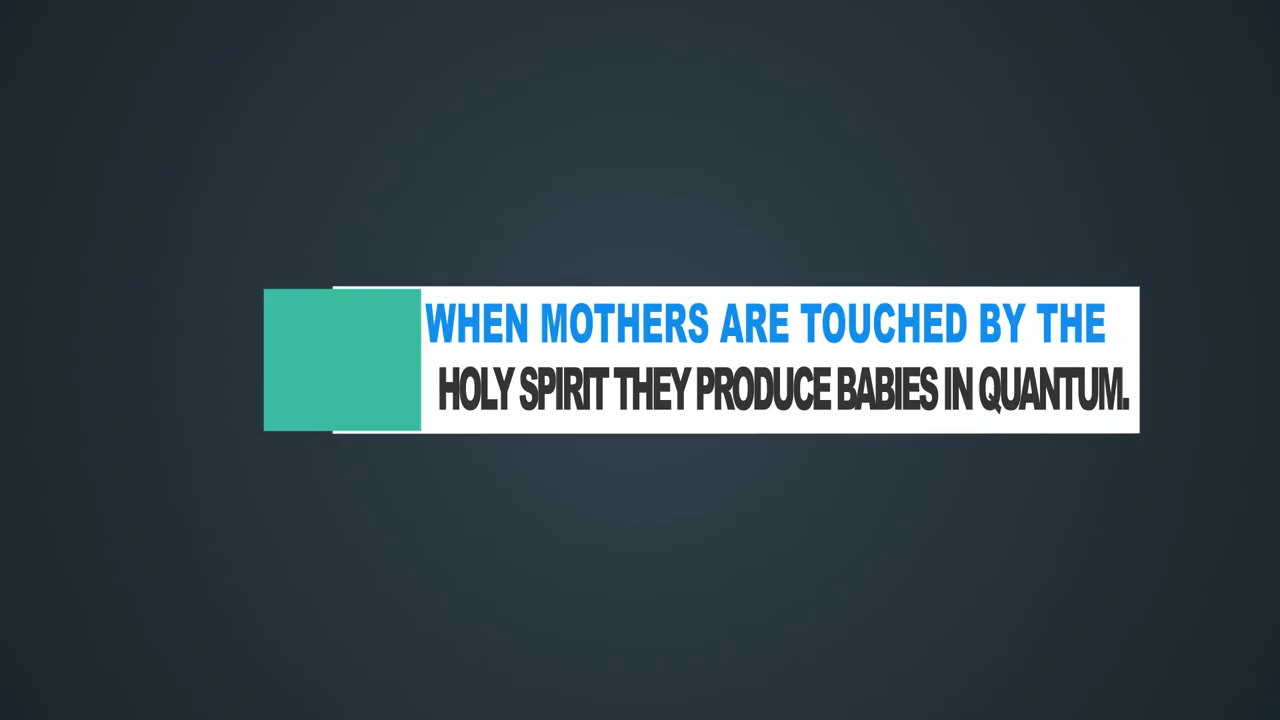 WHEN MOTHERS ARE TOUCHED BY THE
HOLY SPIRIT THEY PRODUCE BABIES IN QUANTUM.